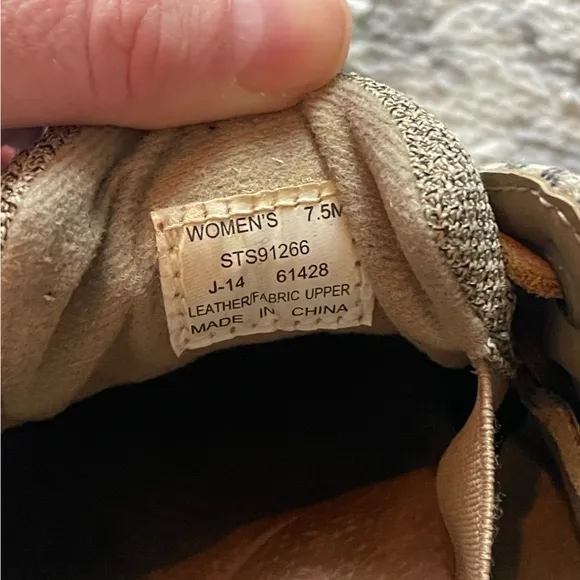 WOMEN'S 7.5M
STS91266
J-14 61428
LEATHER/FABRIC UPPER
MADE IN CHINA